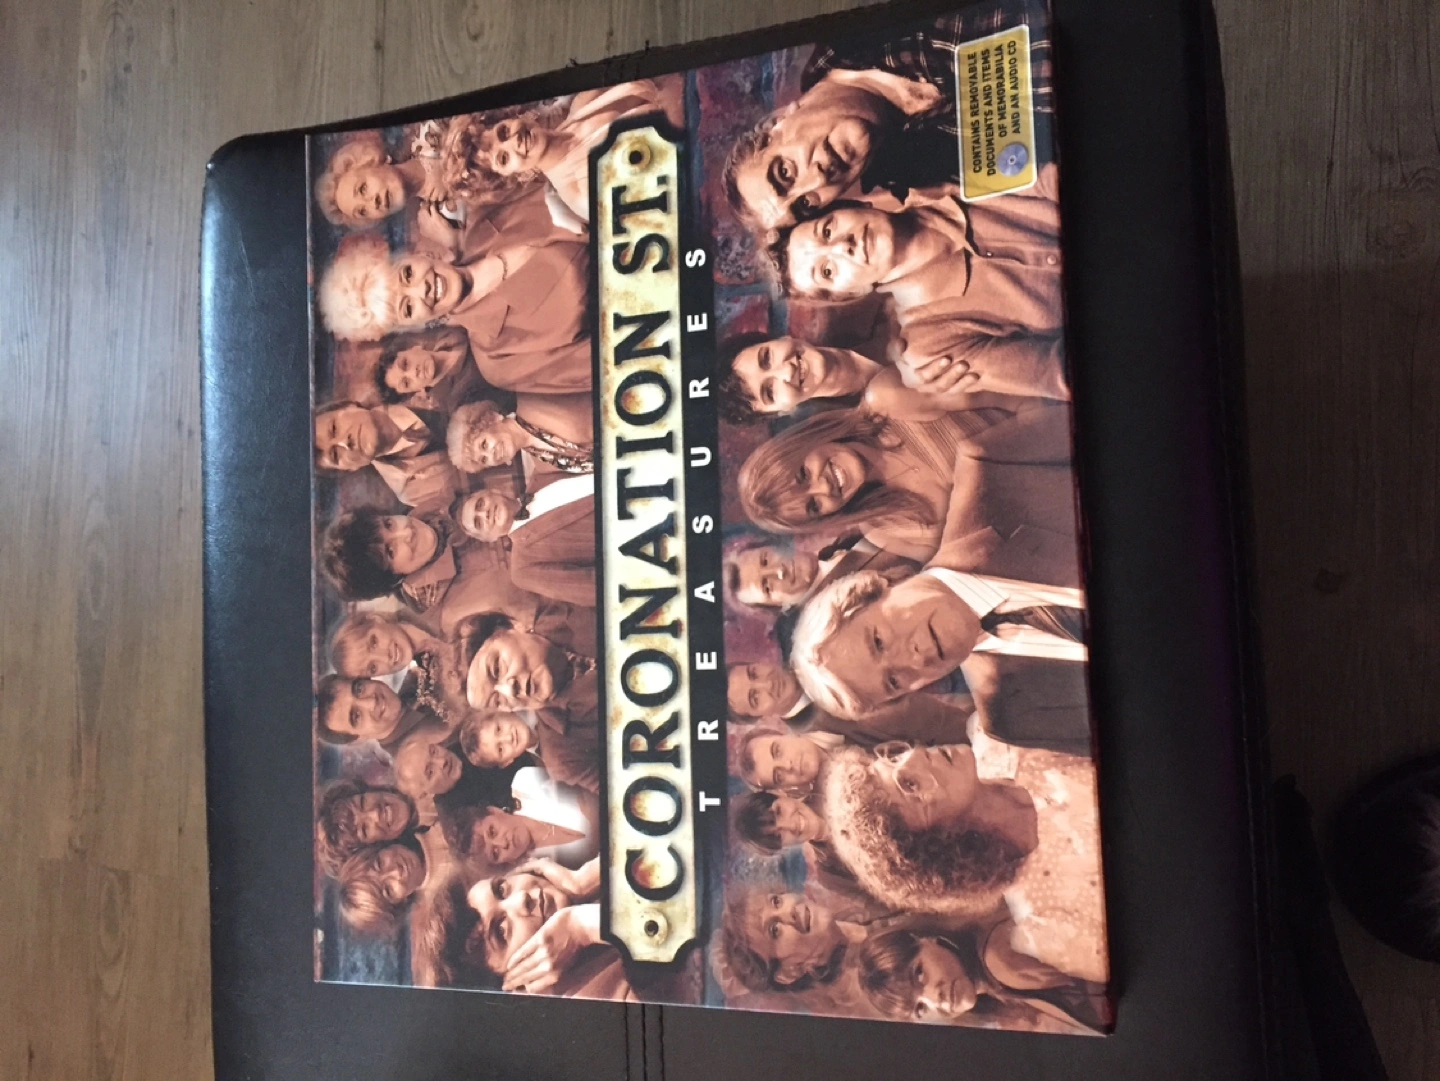 CORONATION ST.
TREASURES
CONTAINS REMOVABLE
DOCUMENTS AND ITEMS
OF MEMORABILIA
AND AN AUDIO CD